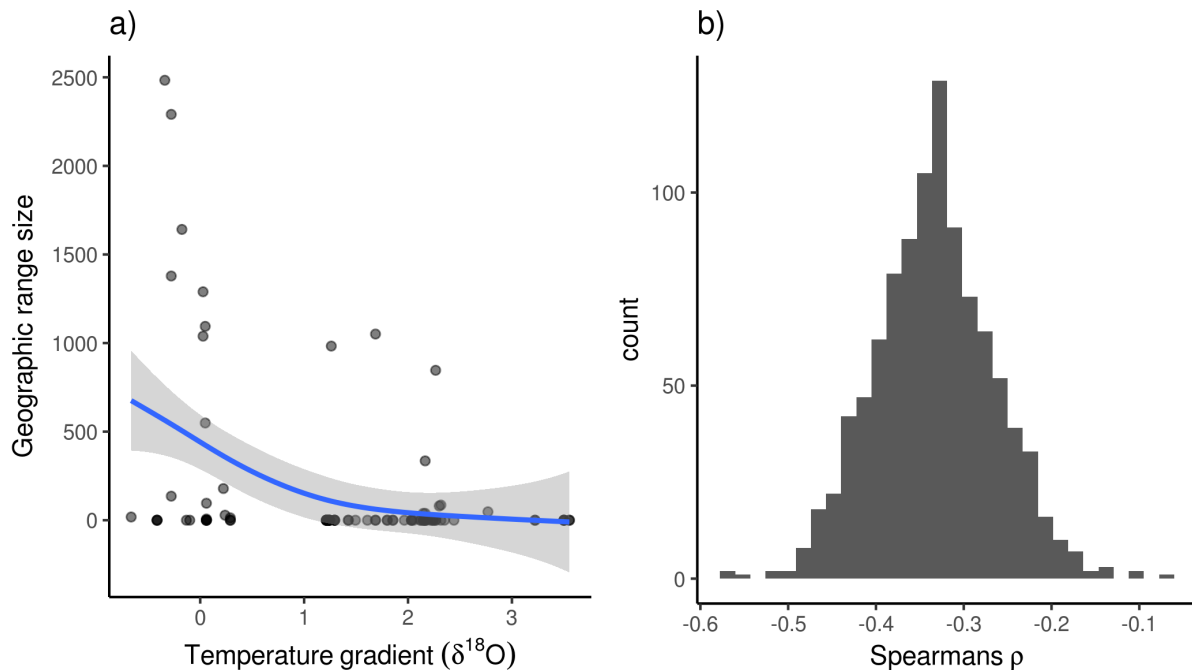 a)
2500
2000
1500
1000
500
0
Geographic range size
0 1 2 3
Temperature gradient (δ¹⁸O)
b)
100
50
0
count
-0.6 -0.5 -0.4 -0.3 -0.2 -0.1
Spearmans ρ